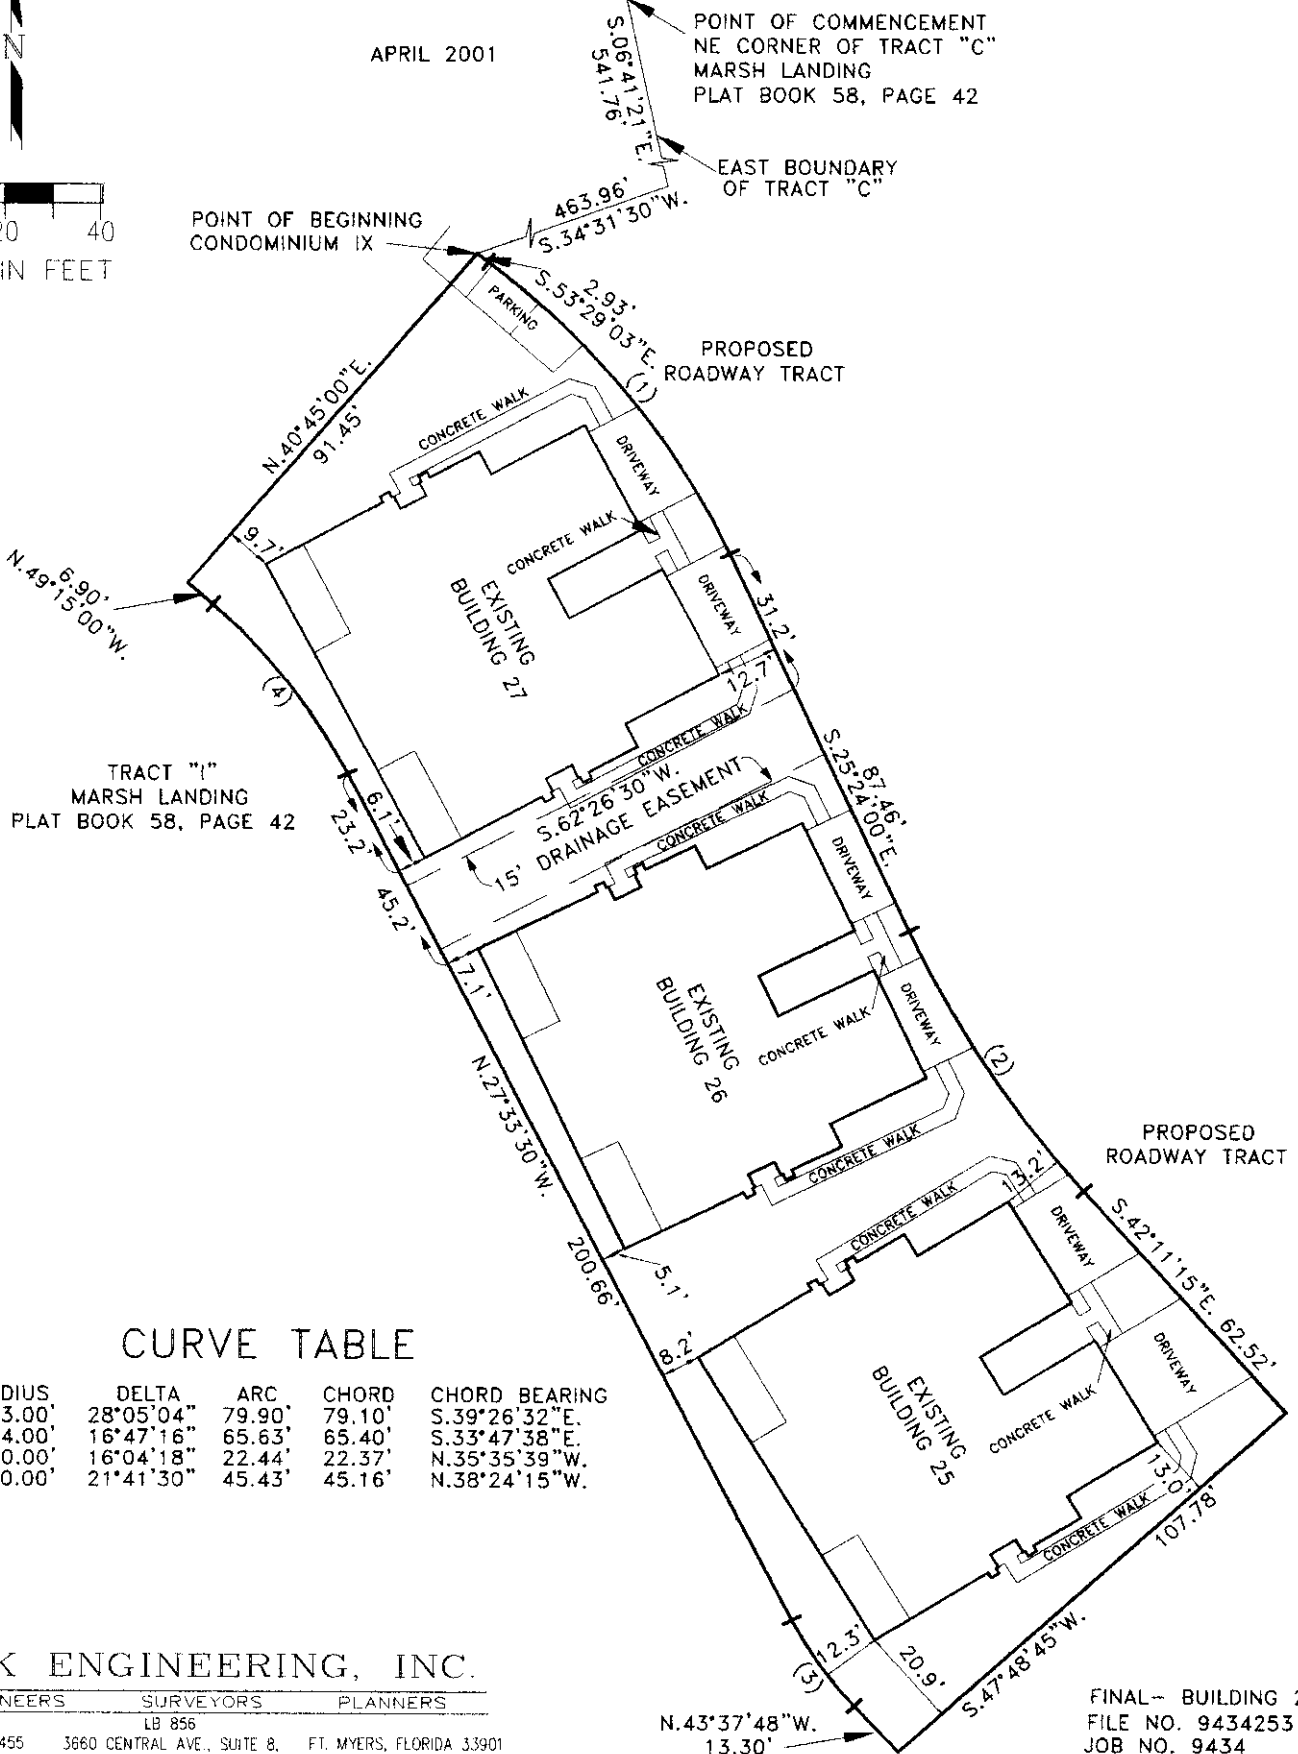 N
APRIL 2001
S.06°41'21"E.
541.76'
POINT OF COMMENCEMENT
NE CORNER OF TRACT "C"
MARSH LANDING
PLAT BOOK 58, PAGE 42
EAST BOUNDARY
OF TRACT "C"
20 40
IN FEET
POINT OF BEGINNING
CONDOMINIUM IX
463.96'
S.34°31'30"W.
2.93'
S.53°29'03"E.
PARKING
PROPOSED
ROADWAY TRACT
(1)
N.40°45'00"E.
91.45'
CONCRETE WALK
DRIVEWAY
9.7'
CONCRETE WALK
6.90'
N.49°15'00"W.
EXISTING
BUILDING 27
DRIVEWAY
31.2'
12.7'
(4)
CONCRETE WALK
TRACT "I"
MARSH LANDING
PLAT BOOK 58, PAGE 42
6.1'
23.2'
S.62°26'30"W.
15' DRAINAGE EASEMENT
CONCRETE WALK
87.46'
S.25°24'00"E.
DRIVEWAY
45.2'
7.1'
EXISTING
BUILDING 26
CONCRETE WALK
DRIVEWAY
(2)
N.27°33'30"W.
200.66'
CONCRETE WALK
PROPOSED
ROADWAY TRACT
CONCRETE WALK
13.2'
DRIVEWAY
S.42°11'15"E. 62.52'
5.1'
8.2'
EXISTING
BUILDING 25
CONCRETE WALK
DRIVEWAY
13.0'
CONCRETE WALK
107.78'
S.47°48'45"W.
12.3'
20.9'
(3)
N.43°37'48"W.
13.30'
CURVE TABLE
DIUS DELTA ARC CHORD CHORD BEARING
3.00' 28°05'04" 79.90' 79.10' S.39°26'32"E.
4.00' 16°47'16" 65.63' 65.40' S.33°47'38"E.
0.00' 16°04'18" 22.44' 22.37' N.35°35'39"W.
0.00' 21°41'30" 45.43' 45.16' N.38°24'15"W.
K ENGINEERING, INC.
NEERS SURVEYORS PLANNERS
LB 856
455 3660 CENTRAL AVE., SUITE 8, FT. MYERS, FLORIDA 33901
FINAL- BUILDING 2
FILE NO. 9434253
JOB NO. 9434